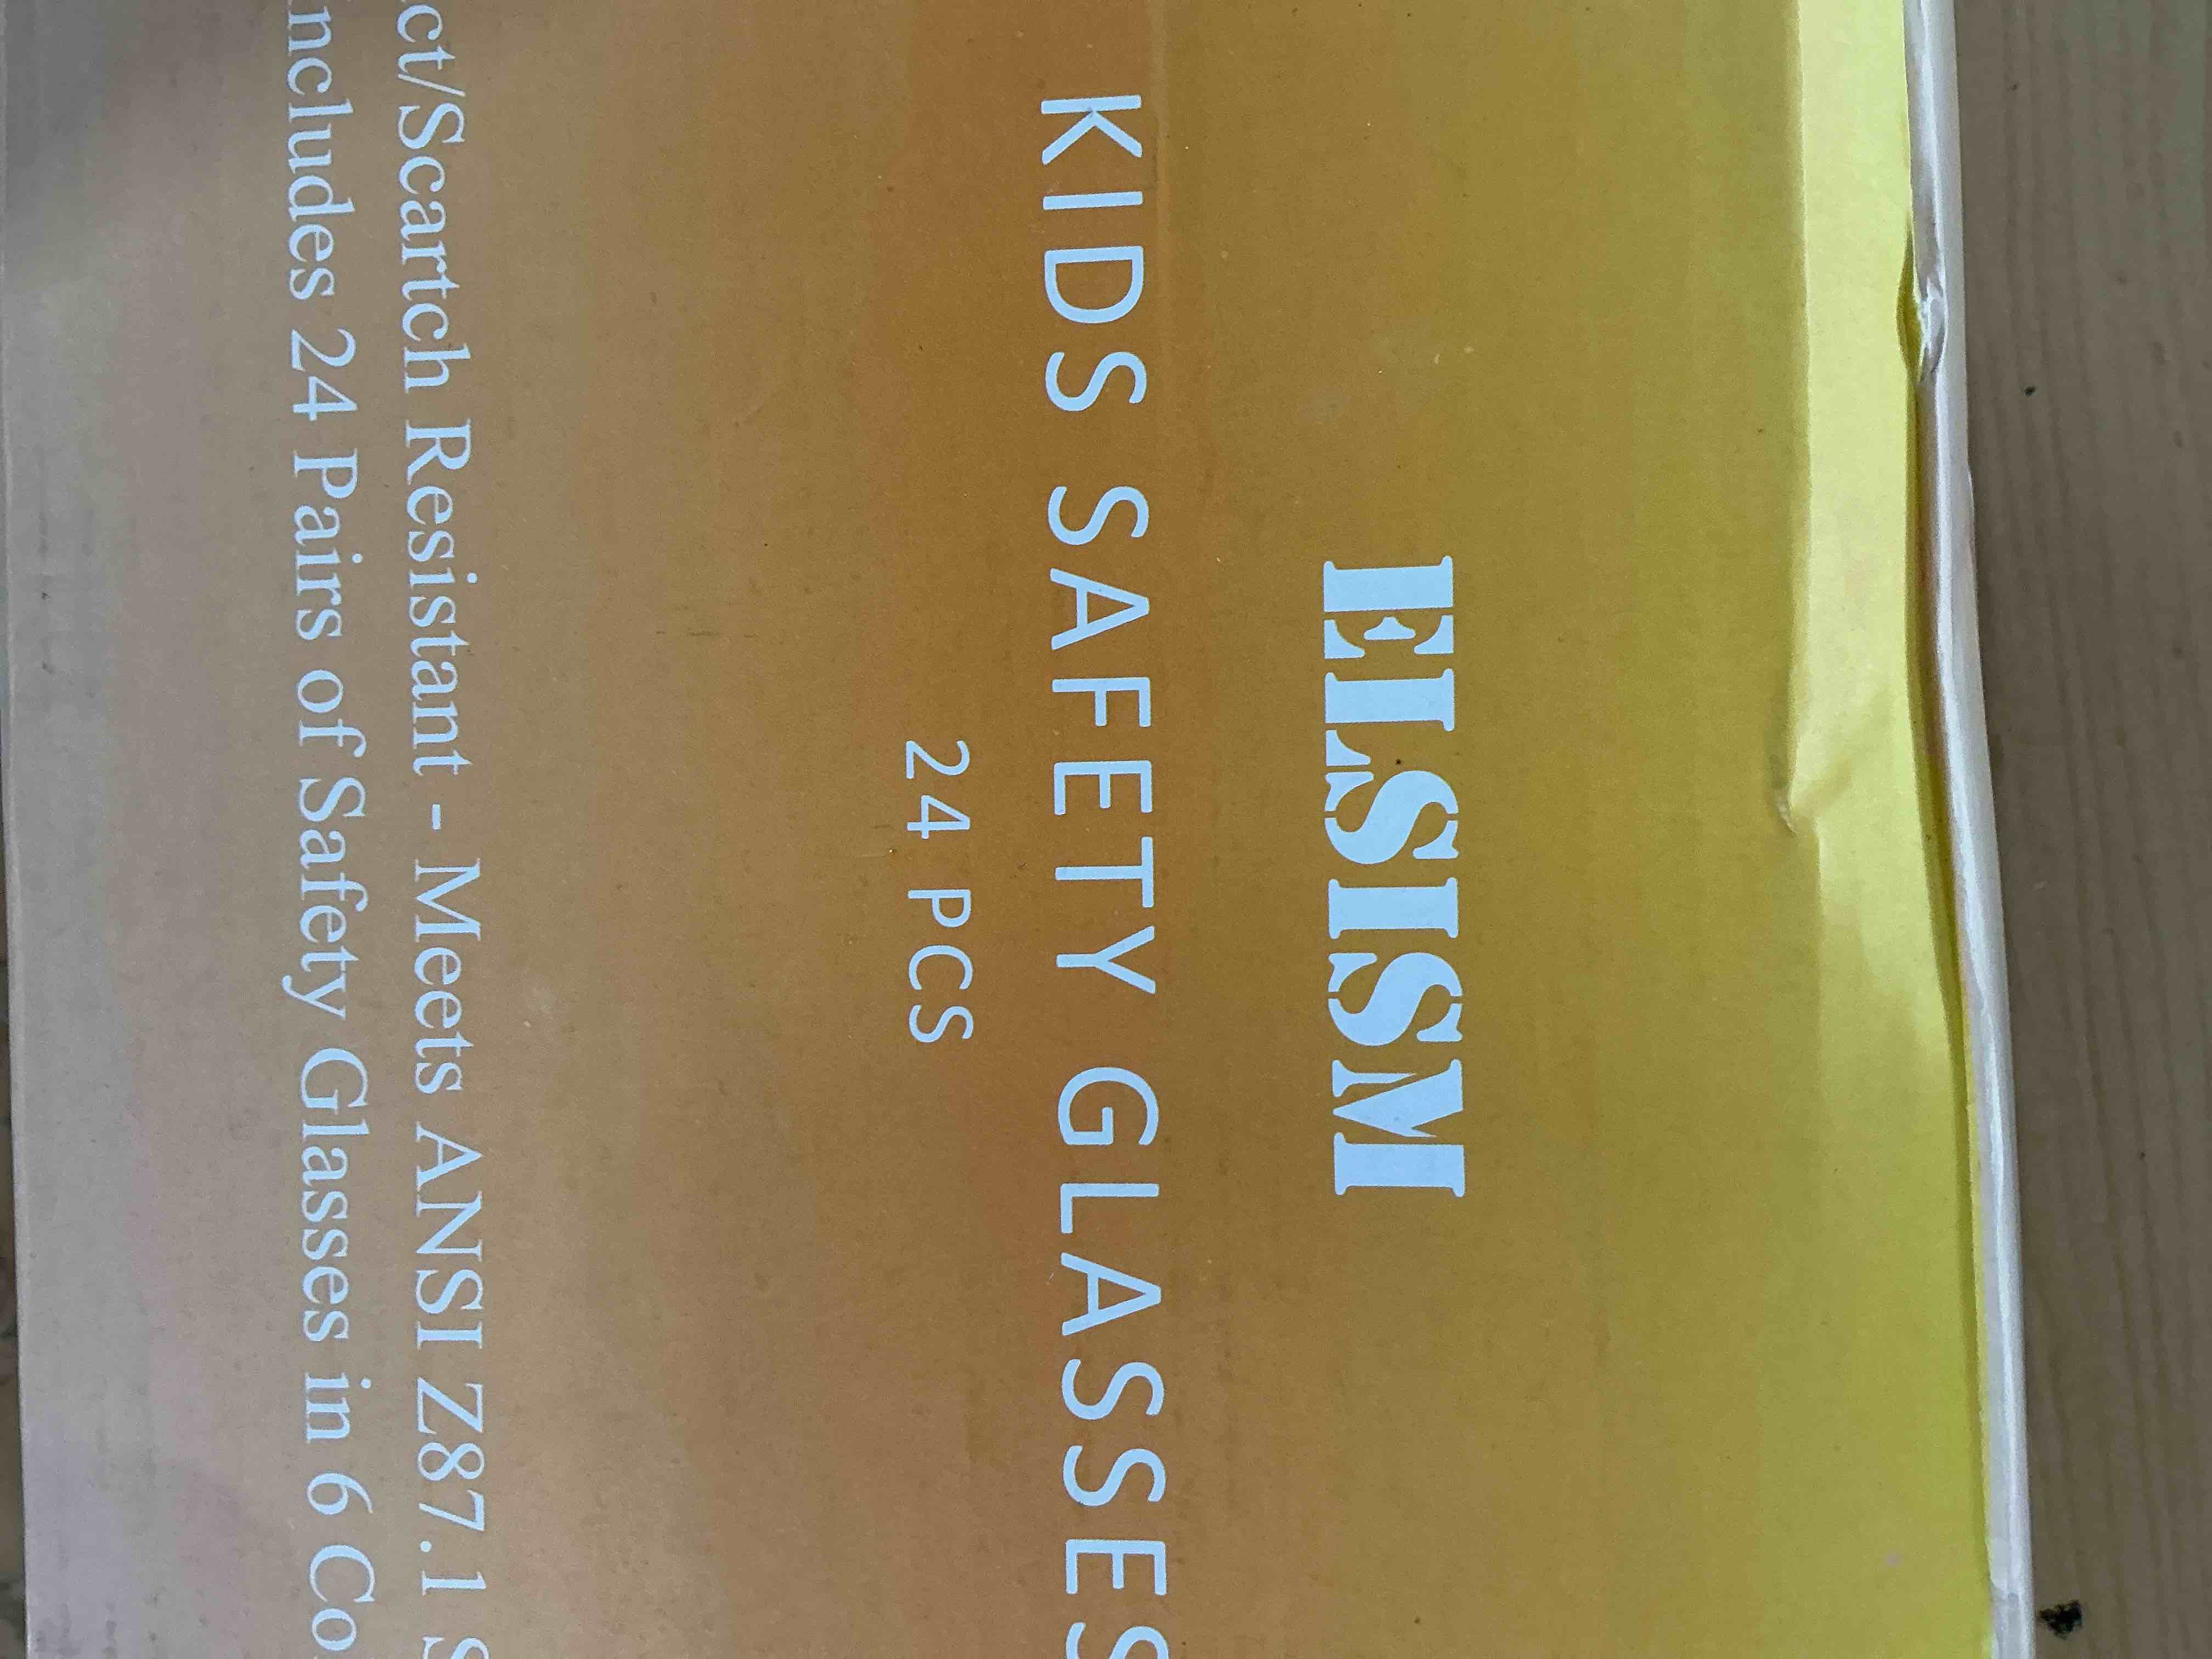 ELSISM
KIDS SAFETY GLASSES
24 PCS
ct/Scartch Resistant - Meets ANSI Z87.1 S
ncludes 24 Pairs of Safety Glasses in 6 Co